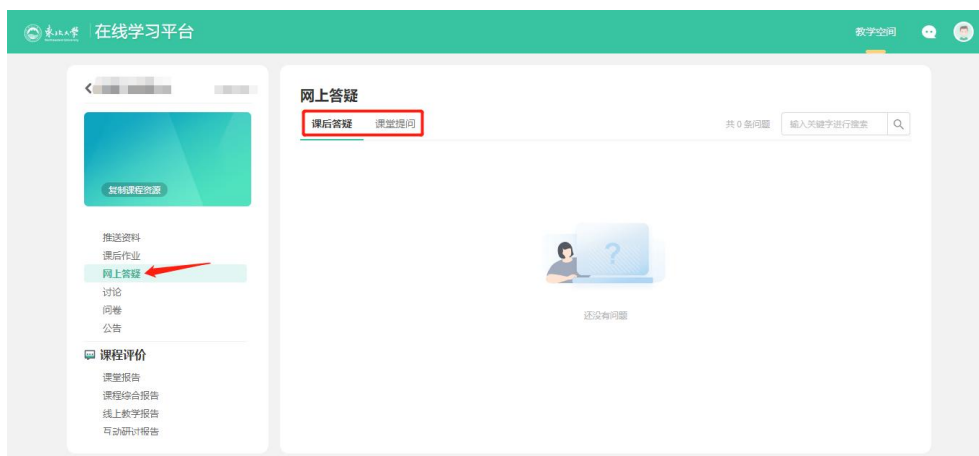 在线学习平台
教学空间
复制课程资源
推送资料
课后作业
网上答疑
讨论
问卷
公告
课程评价
课堂报告
课程综合报告
线上教学报告
互动研讨报告
网上答疑
课后答疑 课堂提问
共 0 条问题 输入关键字进行搜索
?
还没有问题